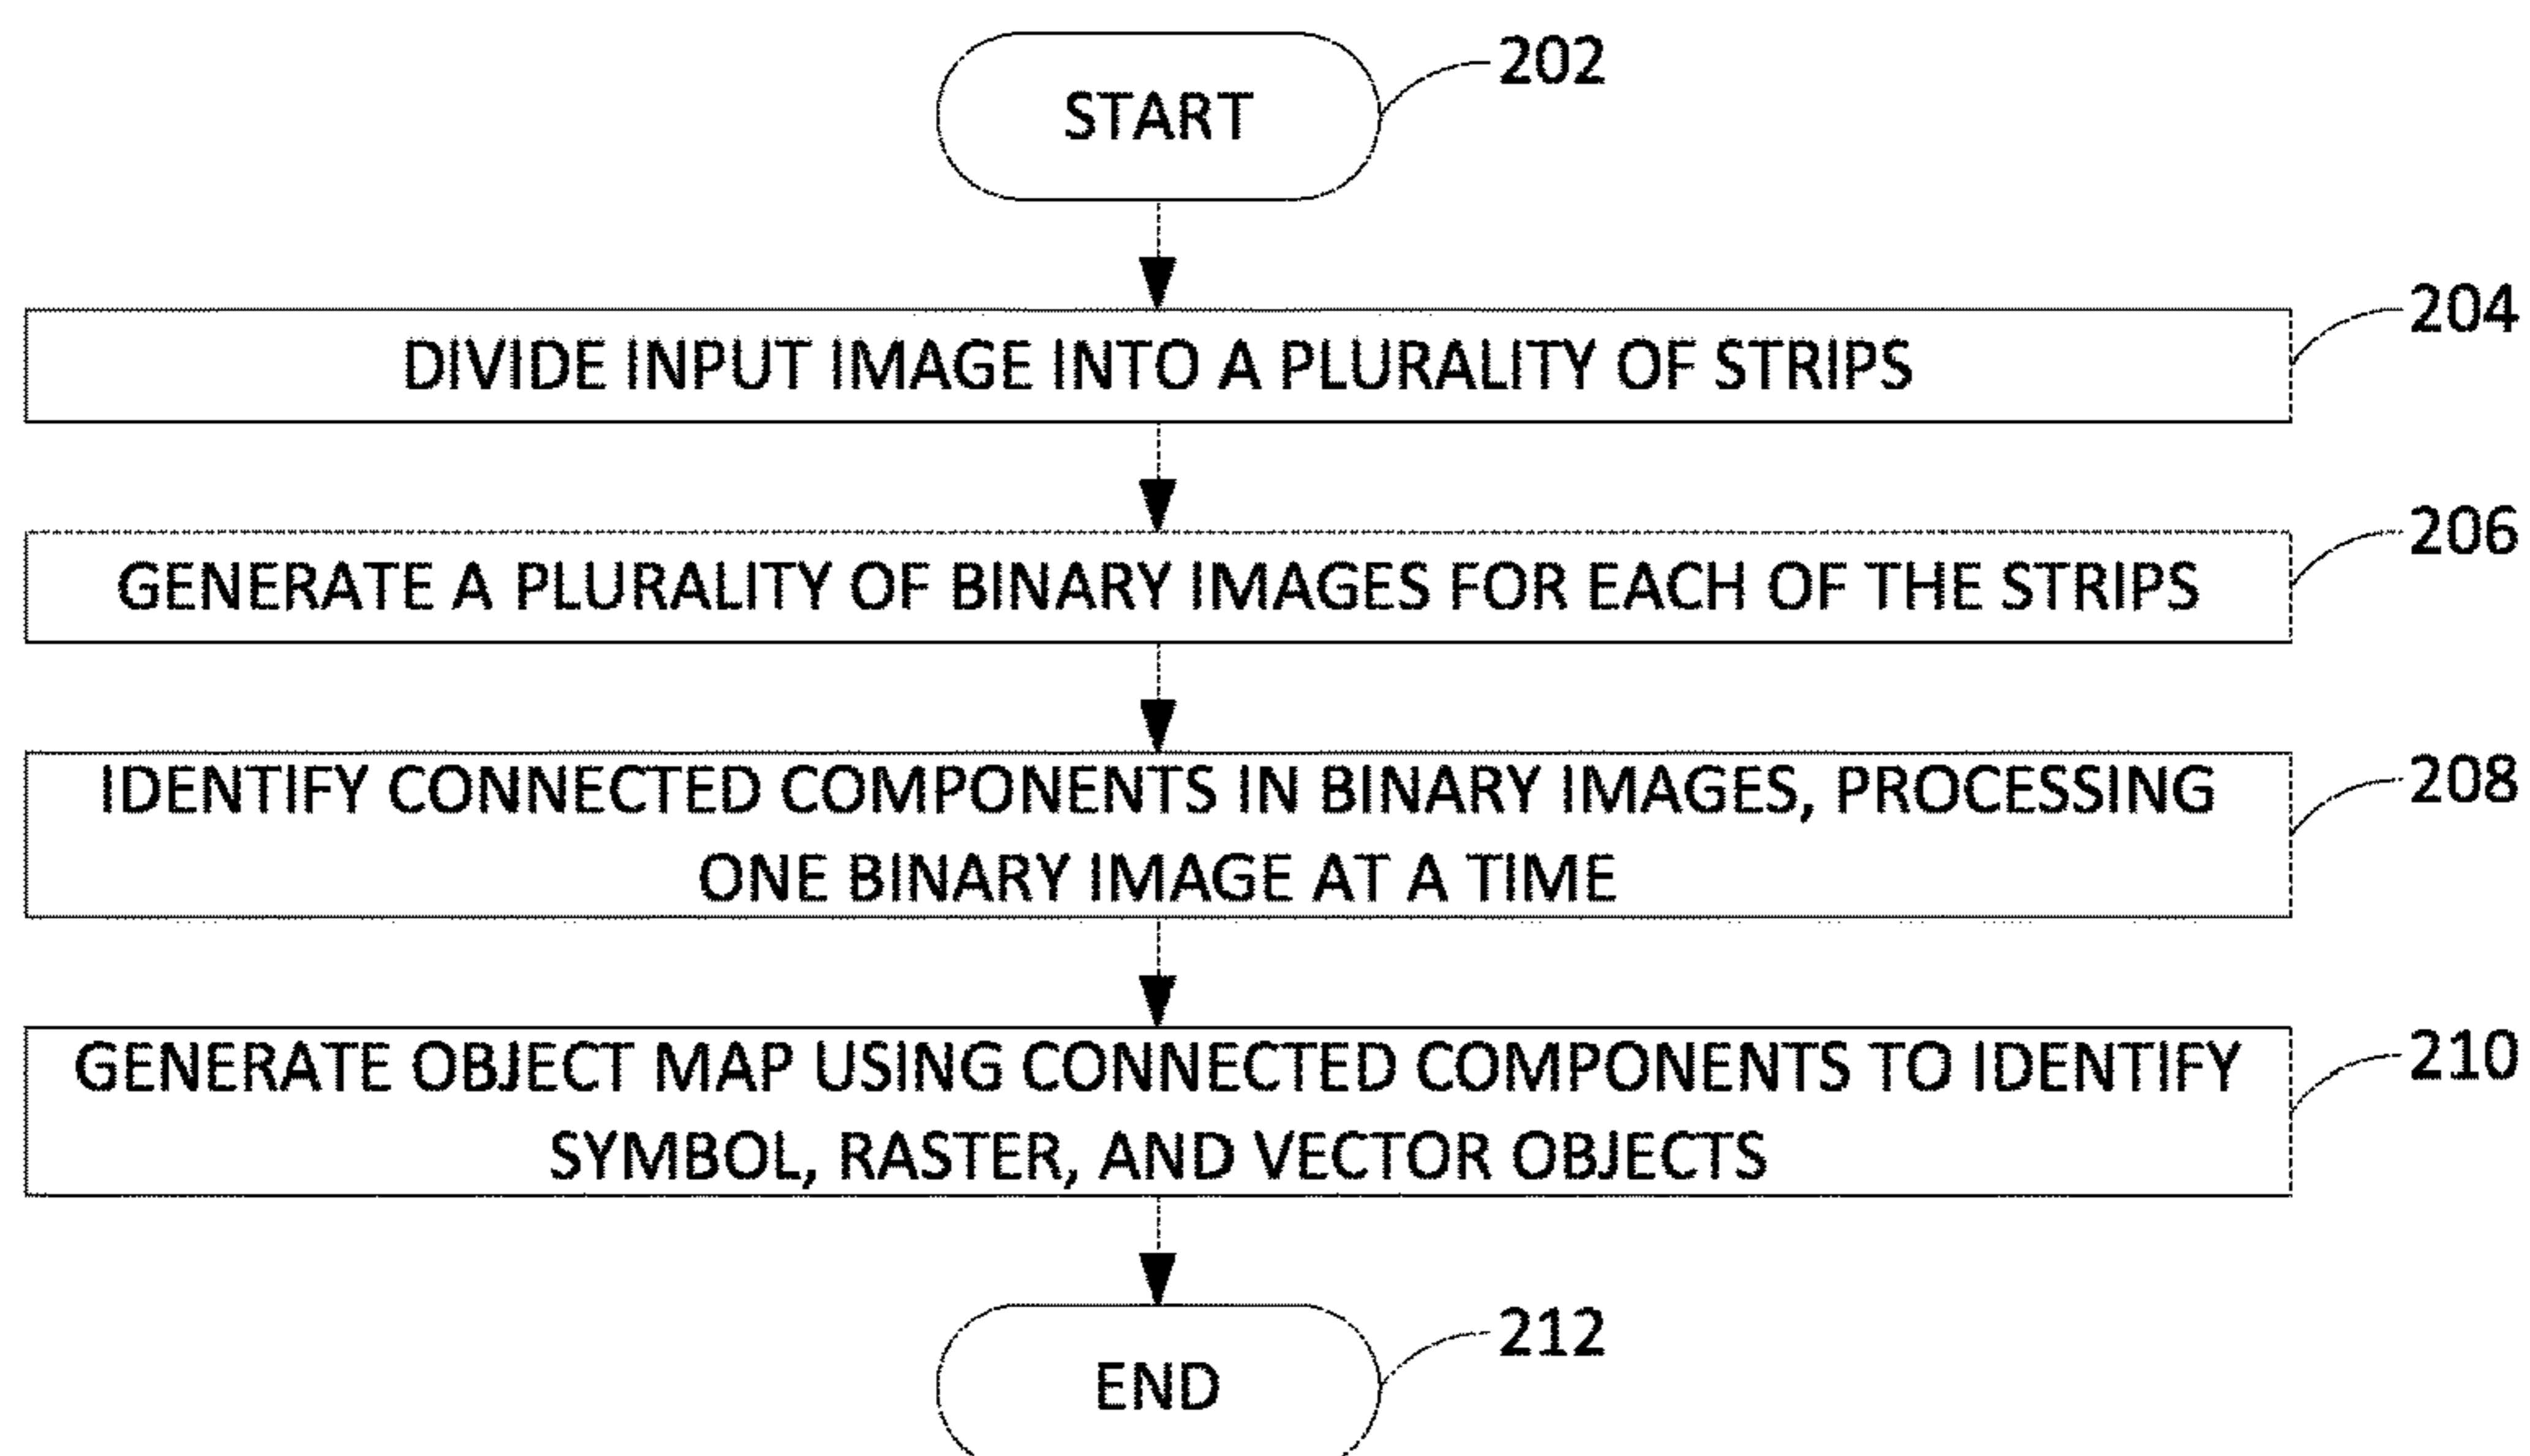 START
202
DIVIDE INPUT IMAGE INTO A PLURALITY OF STRIPS
204
GENERATE A PLURALITY OF BINARY IMAGES FOR EACH OF THE STRIPS
206
IDENTIFY CONNECTED COMPONENTS IN BINARY IMAGES, PROCESSING
ONE BINARY IMAGE AT A TIME
208
GENERATE OBJECT MAP USING CONNECTED COMPONENTS TO IDENTIFY
SYMBOL, RASTER, AND VECTOR OBJECTS
210
END
212